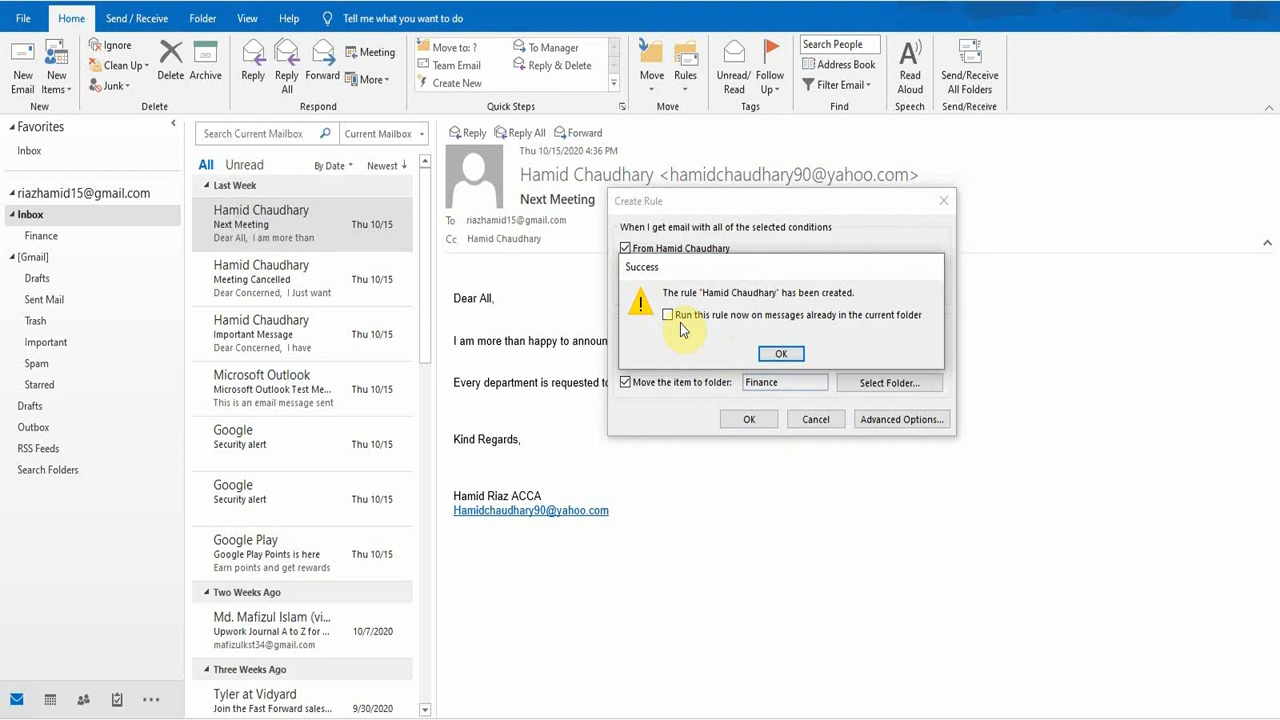 File Home Send / Receive Folder View Help Tell me what you want to do
New Email
New Items
Ignore
Clean Up
Junk
Delete
Archive
Reply
Reply All
Forward
Meeting
More
Move to: ?
Team Email
Create New
To Manager
Reply & Delete
Move
Rules
Unread/ Read
Follow Up
Search People
Address Book
Filter Email
Read Aloud
Send/Receive All Folders
New Delete Respond Quick Steps Move Tags Find Speech Send/Receive
Favorites
Inbox
riazhamid15@gmail.com
Inbox
Finance
[Gmail]
Drafts
Sent Mail
Trash
Important
Spam
Starred
Drafts
Outbox
RSS Feeds
Search Folders
Search Current Mailbox Current Mailbox
All Unread By Date Newest ↓
Last Week
Hamid Chaudhary
Next Meeting Thu 10/15
Dear All, I am more than
Hamid Chaudhary
Meeting Cancelled Thu 10/15
Dear Concerned, I Just want
Hamid Chaudhary
Important Message Thu 10/15
Dear Concerned, I have
Microsoft Outlook
Microsoft Outlook Test Me... Thu 10/15
This is an email message sent
Google
Security alert Thu 10/15
Google
Security alert Thu 10/15
Google Play
Google Play Points is here Thu 10/15
Earn points and get rewards
Two Weeks Ago
Md. Mafizul Islam (vi...
Upwork Journal A to Z for ... 10/7/2020
mafizulkst34@gmail.com
Three Weeks Ago
Tyler at Vidyard
Join the Fast Forward sales... 9/30/2020
Reply Reply All Forward
Thu 10/15/2020 4:36 PM
Hamid Chaudhary <hamidchaudhary90@yahoo.com>
Next Meeting
To riazhamid15@gmail.com
Cc Hamid Chaudhary
Dear All,
I am more than happy to announ
Every department is requested to
Kind Regards,
Hamid Riaz ACCA
Hamidchaudhary90@yahoo.com
Create Rule
When I get email with all of the selected conditions
From Hamid Chaudhary
Success
The rule "Hamid Chaudhary" has been created.
Run this rule now on messages already in the current folder
OK
Move the item to folder: Finance Select Folder...
OK Cancel Advanced Options...